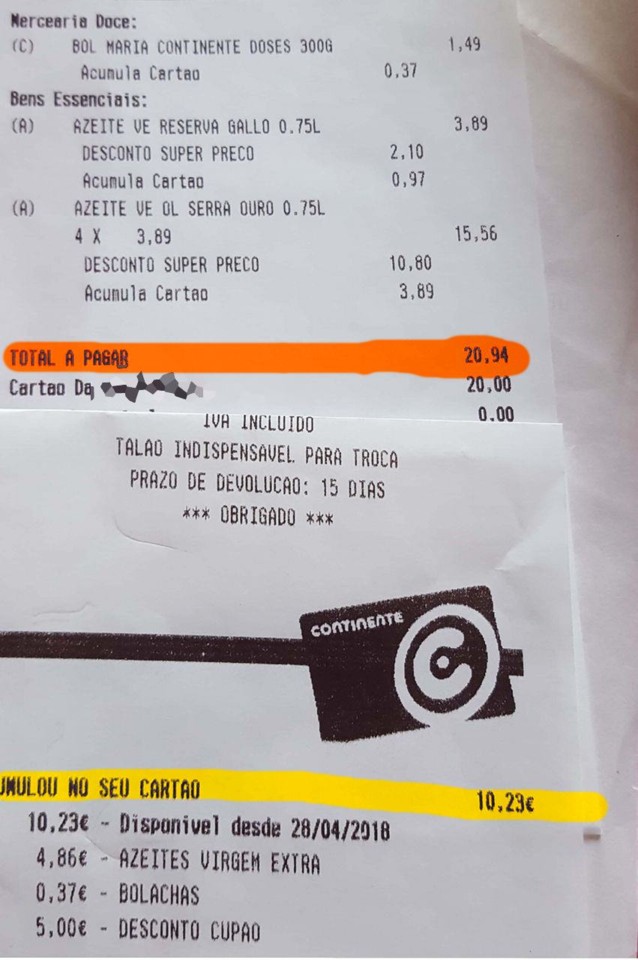 Mercearia Doce:
(C) BOL MARIA CONTINENTE DOSES 300G 1,49
Acumula Cartao 0,37
Bens Essenciais:
(A) AZEITE VE RESERVA GALLO 0.75L 3,89
DESCONTO SUPER PRECO 2,10
Acumula Cartao 0,97
(A) AZEITE VE OL SERRA OURO 0.75L
4 X 3,89 15,56
DESCONTO SUPER PRECO 10,80
Acumula Cartao 3,89
TOTAL A PAGAR 20,94
Cartao Da 20,00
0.00
IVA INCLUIDO
TALAO INDISPENSAVEL PARA TROCA
PRAZO DE DEVOLUCAO: 15 DIAS
*** OBRIGADO ***
CONTINENTE
C
UMULOU NO SEU CARTAO 10,23€
10,23€ - Disponivel desde 28/04/2018
4,86€ - AZEITES VIRGEM EXTRA
0,37€ - BOLACHAS
5,00€ - DESCONTO CUPAO